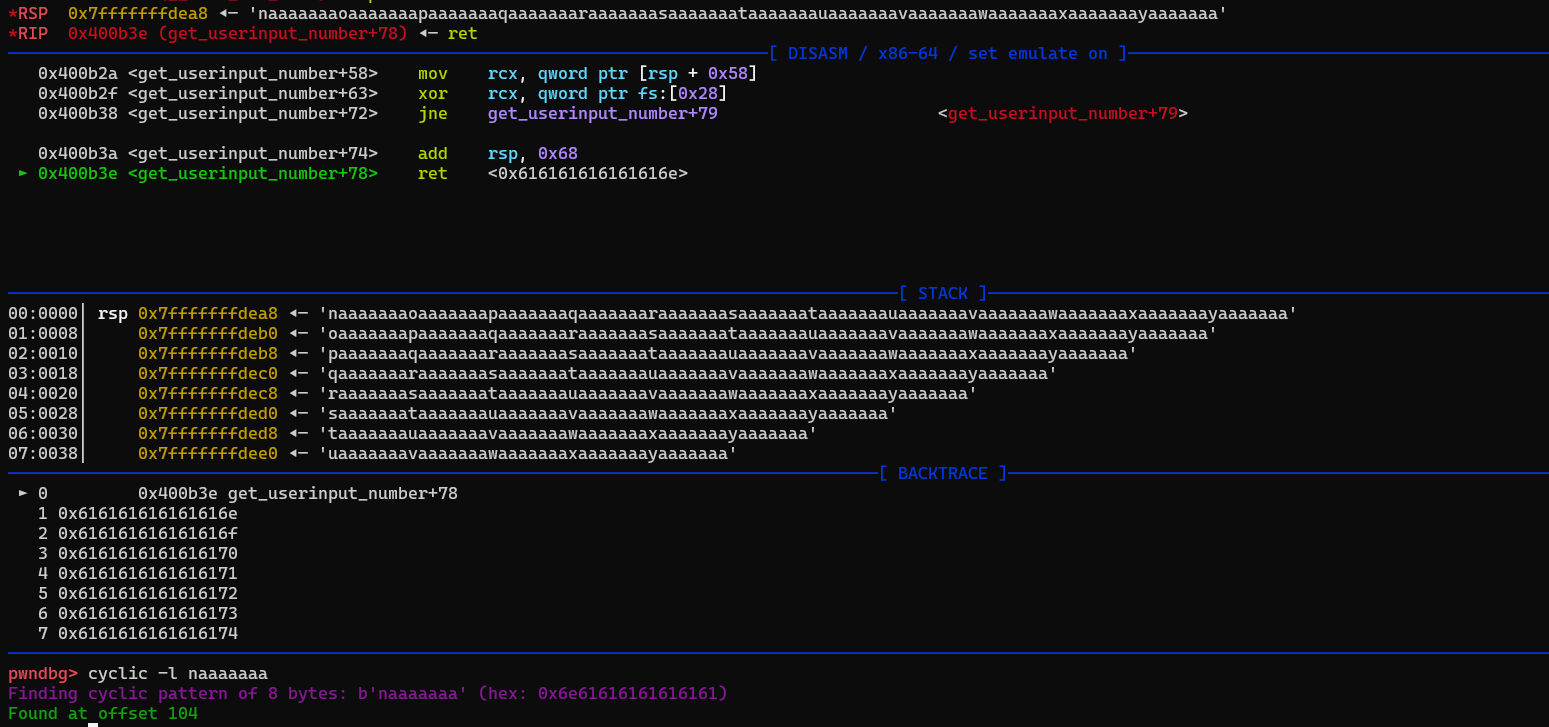 *RSP  0x7fffffffdea8 ◂— 'naaaaaaaoaaaaaaapaaaaaaaqaaaaaaaraaaaaaasaaaaaaataaaaaaauaaaaaaavaaaaaaawaaaaaaaxaaaaaaayaaaaaaa'
*RIP  0x400b3e (get_userinput_number+78) ◂— ret
[ DISASM / x86-64 / set emulate on ]
0x400b2a <get_userinput_number+58>    mov    rcx, qword ptr [rsp + 0x58]
0x400b2f <get_userinput_number+63>    xor    rcx, qword ptr fs:[0x28]
0x400b38 <get_userinput_number+72>    jne    get_userinput_number+79                      <get_userinput_number+79>
0x400b3a <get_userinput_number+74>    add    rsp, 0x68
► 0x400b3e <get_userinput_number+78>    ret    <0x616161616161616e>
[ STACK ]
00:0000│ rsp 0x7fffffffdea8 ◂— 'naaaaaaaoaaaaaaapaaaaaaaqaaaaaaaraaaaaaasaaaaaaataaaaaaauaaaaaaavaaaaaaawaaaaaaaxaaaaaaayaaaaaaa'
01:0008│     0x7fffffffdeb0 ◂— 'oaaaaaaapaaaaaaaqaaaaaaaraaaaaaasaaaaaaataaaaaaauaaaaaaavaaaaaaawaaaaaaaxaaaaaaayaaaaaaa'
02:0010│     0x7fffffffdeb8 ◂— 'paaaaaaaqaaaaaaaraaaaaaasaaaaaaataaaaaaauaaaaaaavaaaaaaawaaaaaaaxaaaaaaayaaaaaaa'
03:0018│     0x7fffffffdec0 ◂— 'qaaaaaaaraaaaaaasaaaaaaataaaaaaauaaaaaaavaaaaaaawaaaaaaaxaaaaaaayaaaaaaa'
04:0020│     0x7fffffffdec8 ◂— 'raaaaaaasaaaaaaataaaaaaauaaaaaaavaaaaaaawaaaaaaaxaaaaaaayaaaaaaa'
05:0028│     0x7fffffffded0 ◂— 'saaaaaaataaaaaaauaaaaaaavaaaaaaawaaaaaaaxaaaaaaayaaaaaaa'
06:0030│     0x7fffffffded8 ◂— 'taaaaaaauaaaaaaavaaaaaaawaaaaaaaxaaaaaaayaaaaaaa'
07:0038│     0x7fffffffdee0 ◂— 'uaaaaaaavaaaaaaawaaaaaaaxaaaaaaayaaaaaaa'
[ BACKTRACE ]
► 0         0x400b3e get_userinput_number+78
1 0x616161616161616e
2 0x616161616161616f
3 0x6161616161616170
4 0x6161616161616171
5 0x6161616161616172
6 0x6161616161616173
7 0x6161616161616174
pwndbg> cyclic -l naaaaaaa
Finding cyclic pattern of 8 bytes: b'naaaaaaa' (hex: 0x6e61616161616161)
Found at offset 104